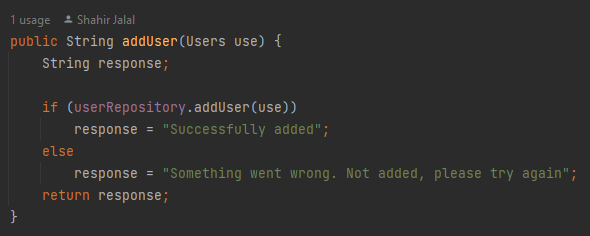 1 usage Shahir Jalal
public String addUser(Users use) {
    String response;
    if (userRepository.addUser(use))
        response = "Successfully added";
    else
        response = "Something went wrong. Not added, please try again";
    return response;
}